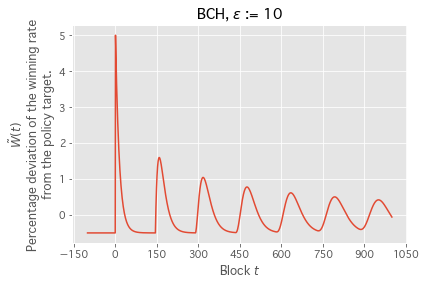 BCH, ε := 10
W̃(t)
Percentage deviation of the winning rate
from the policy target.
5
4
3
2
1
0
−150 0 150 300 450 600 750 900 1050
Block t